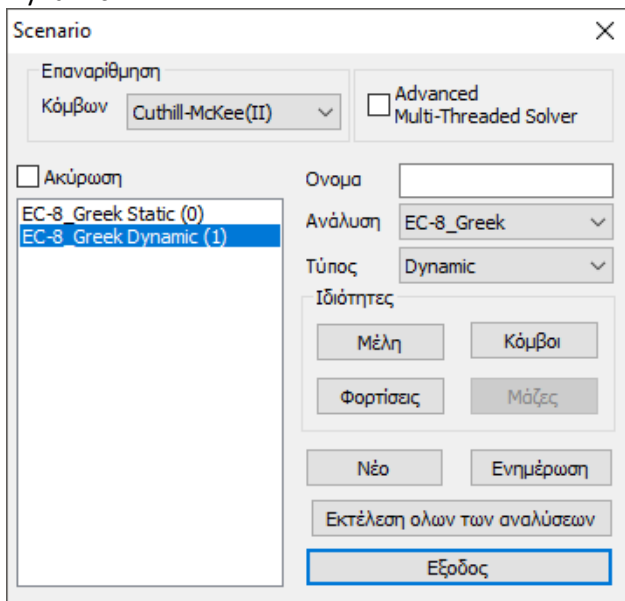 Scenario
Επαναρίθμηση
Κόμβων Cuthill-McKee(II)
Advanced
Multi-Threaded Solver
Ακύρωση
EC-8_Greek Static (0)
EC-8_Greek Dynamic (1)
Ονομα
Ανάλυση EC-8_Greek
Τύπος Dynamic
Ιδιότητες
Μέλη Κόμβοι
Φορτίσεις Μάζες
Νέο Ενημέρωση
Εκτέλεση ολων των αναλύσεων
Εξοδος